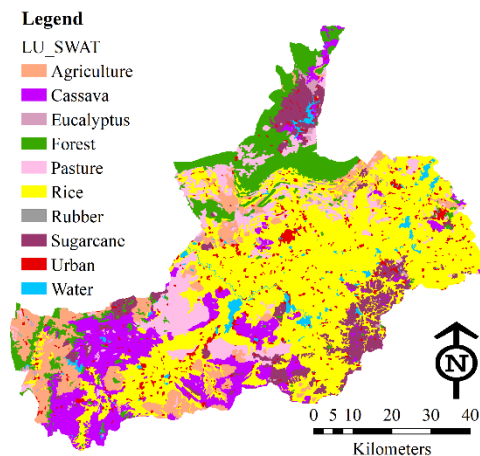 Legend
LU_SWAT
Agriculture
Cassava
Eucalyptus
Forest
Pasture
Rice
Rubber
Sugarcane
Urban
Water
N
0 5 10 20 30 40
Kilometers